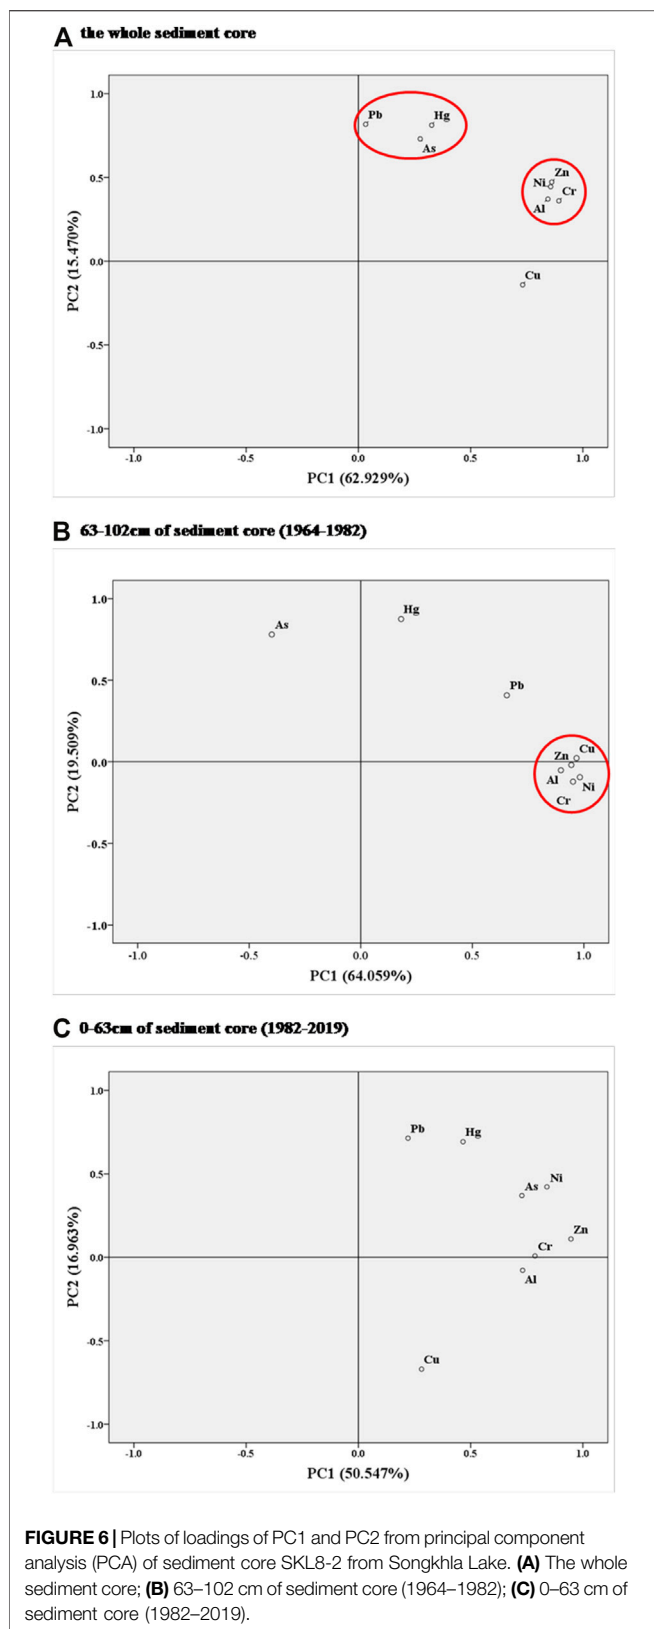 A the whole sediment core
1.0
Pb
Hg
As
0.5
Zn
Ni
Cr
Al
0.0
Cu
-0.5
-1.0
PC2 (15.470%)
-1.0 -0.5 0.0 0.5 1.0
PC1 (62.929%)
B 63-102cm of sediment core (1964-1982)
1.0
Hg
As
Pb
0.5
Cu
Zn
0.0
Al
Ni
Cr
-0.5
-1.0
PC2 (19.509%)
-1.0 -0.5 0.0 0.5 1.0
PC1 (64.059%)
C 0-63cm of sediment core (1982-2019)
1.0
Pb
Hg
Ni
As
0.5
Zn
Cr
0.0
Al
-0.5
Cu
-1.0
PC2 (16.963%)
-1.0 -0.5 0.0 0.5 1.0
PC1 (50.547%)
FIGURE 6 | Plots of loadings of PC1 and PC2 from principal component
analysis (PCA) of sediment core SKL8-2 from Songkhla Lake. (A) The whole
sediment core; (B) 63–102 cm of sediment core (1964–1982); (C) 0–63 cm of
sediment core (1982–2019).